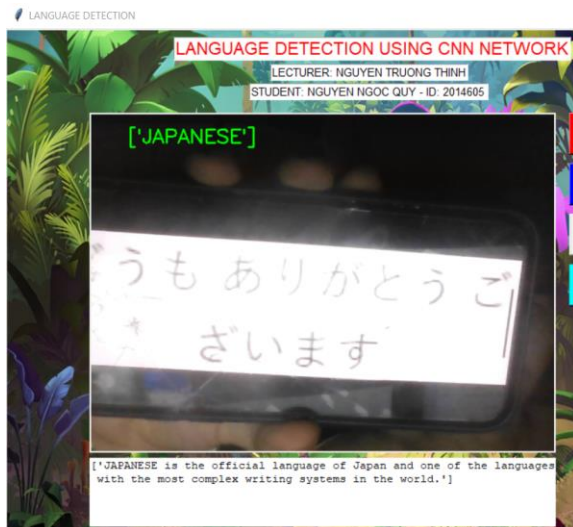 LANGUAGE DETECTION
LANGUAGE DETECTION USING CNN NETWORK
LECTURER: NGUYEN TRUONG THINH
STUDENT: NGUYEN NGOC QUY - ID: 2014605
['JAPANESE']
うも ありがとう ご
ざいます
['JAPANESE is the official language of Japan and one of the languages
with the most complex writing systems in the world.']